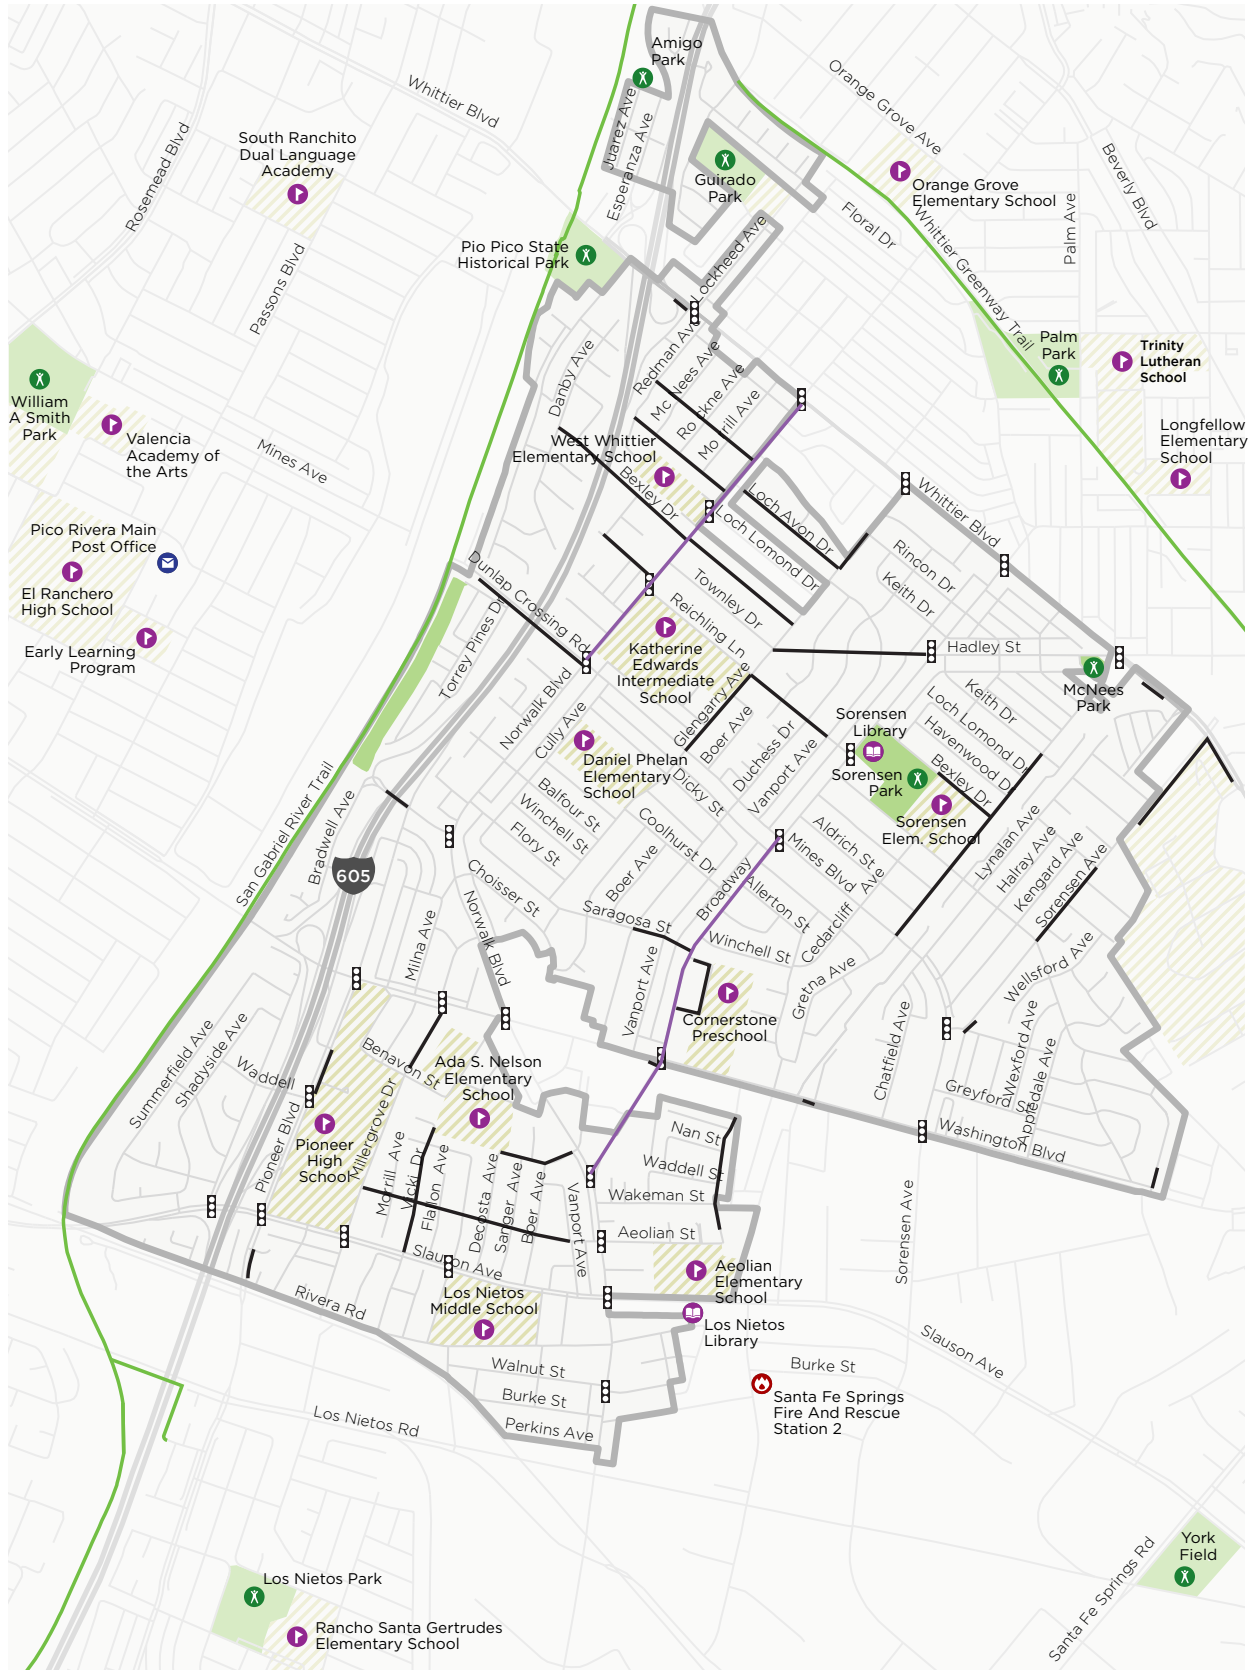 Amigo
Park
Whittier Blvd
Orange Grove Ave
Rosemead Blvd
South Ranchito
Dual Language
Academy
Juarez Ave
Esperanza Ave
Guirado
Park
Orange Grove
Elementary School
Beverly Blvd
Palm Ave
Floral Dr
Whittier Greenway Trail
Pio Pico State
Historical Park
Lockheed Ave
Passons Blvd
Palm
Park
Trinity
Lutheran
School
William
A Smith
Park
Valencia
Academy of
the Arts
Mines Ave
Danby Ave
Redman Ave
Mc Nees Ave
Rockne Ave
Morrill Ave
West Whittier
Elementary School
Bexley Dr
Longfellow
Elementary
School
Loch Avon Dr
Loch Lomond Dr
Whittier Blvd
Pico Rivera Main
Post Office
El Ranchero
High School
Early Learning
Program
Dunlap Crossing Rd
Torrey Pines Dr
Townley Dr
Reichling Ln
Rincon Dr
Keith Dr
Hadley St
Katherine
Edwards
Intermediate
School
McNees
Park
Norwalk Blvd
Cully Ave
Glengarry Ave
Boer Ave
Duchess Dr
Vanport Ave
Sorensen
Library
Sorensen
Park
Sorensen
Elem. School
Keith Dr
Loch Lomond Dr
Havenwood Dr
Bexley Dr
Daniel Phelan
Elementary
School
Dicky St
Balfour St
Winchell St
Flory St
Coolhurst Dr
Boer Ave
Mines Blvd
Aldrich St
Allerton St
Cedarcliff Ave
Broadway
Lynalan Ave
Halray Ave
Kengard Ave
Sorensen Ave
San Gabriel River Trail
Bradwell Ave
605
Choisser St
Norwalk Blvd
Milna Ave
Saragosa St
Winchell St
Vanport Ave
Gretna Ave
Wellsford Ave
Cornerstone
Preschool
Chatfield Ave
Wexford Ave
Appledale Ave
Greyford St
Washington Blvd
Summerfield Ave
Shadyside Ave
Waddell
Benavon St
Ada S. Nelson
Elementary
School
Pioneer Blvd
Pioneer
High
School
Millergrove Dr
Morrill Ave
Vicki Dr
Flallon Ave
Decosta Ave
Sanger Ave
Boer Ave
Vanport Ave
Nan St
Waddell St
Wakeman St
Aeolian St
Sorensen Ave
Slauson Ave
Aeolian
Elementary
School
Los Nietos
Middle School
Los Nietos
Library
Rivera Rd
Slauson Ave
Walnut St
Burke St
Burke St
Perkins Ave
Santa Fe Springs
Fire And Rescue
Station 2
Los Nietos Rd
York
Field
Santa Fe Springs Rd
Los Nietos Park
Rancho Santa Gertrudes
Elementary School